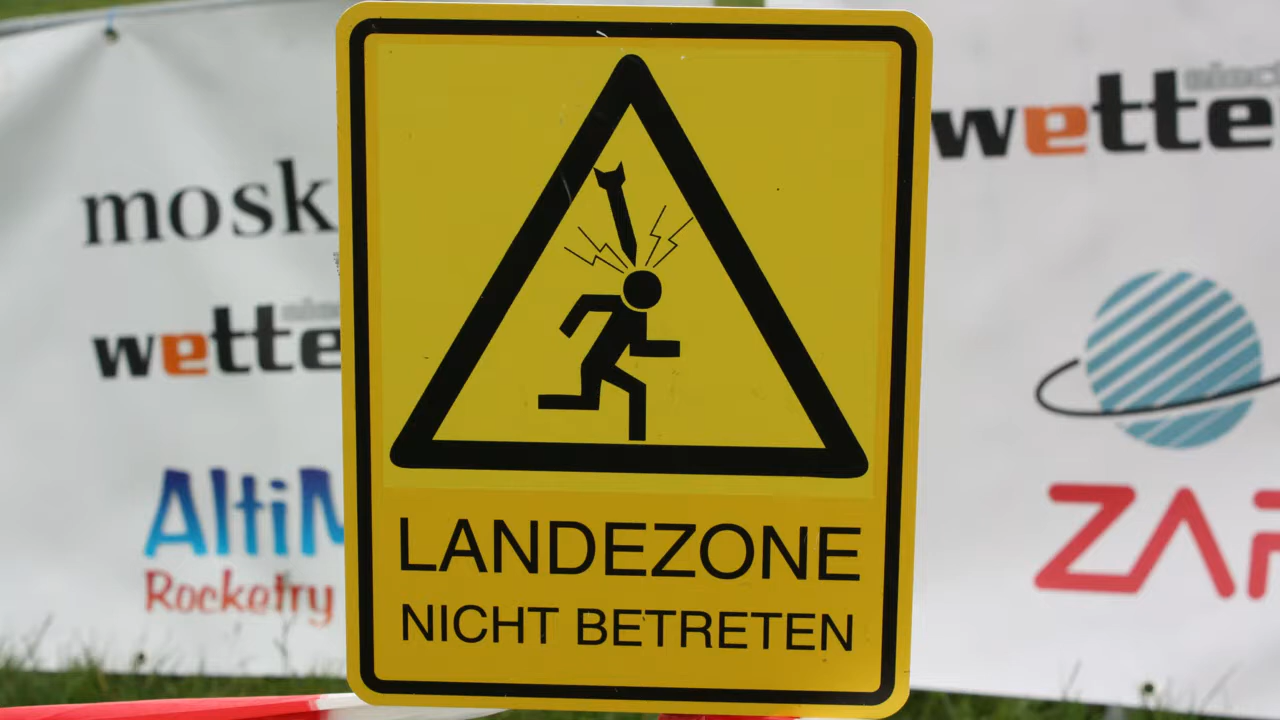 LANDEZONE
NICHT BETRETEN
mosk
wette
AltiM
Rocketry
wette
ZAR